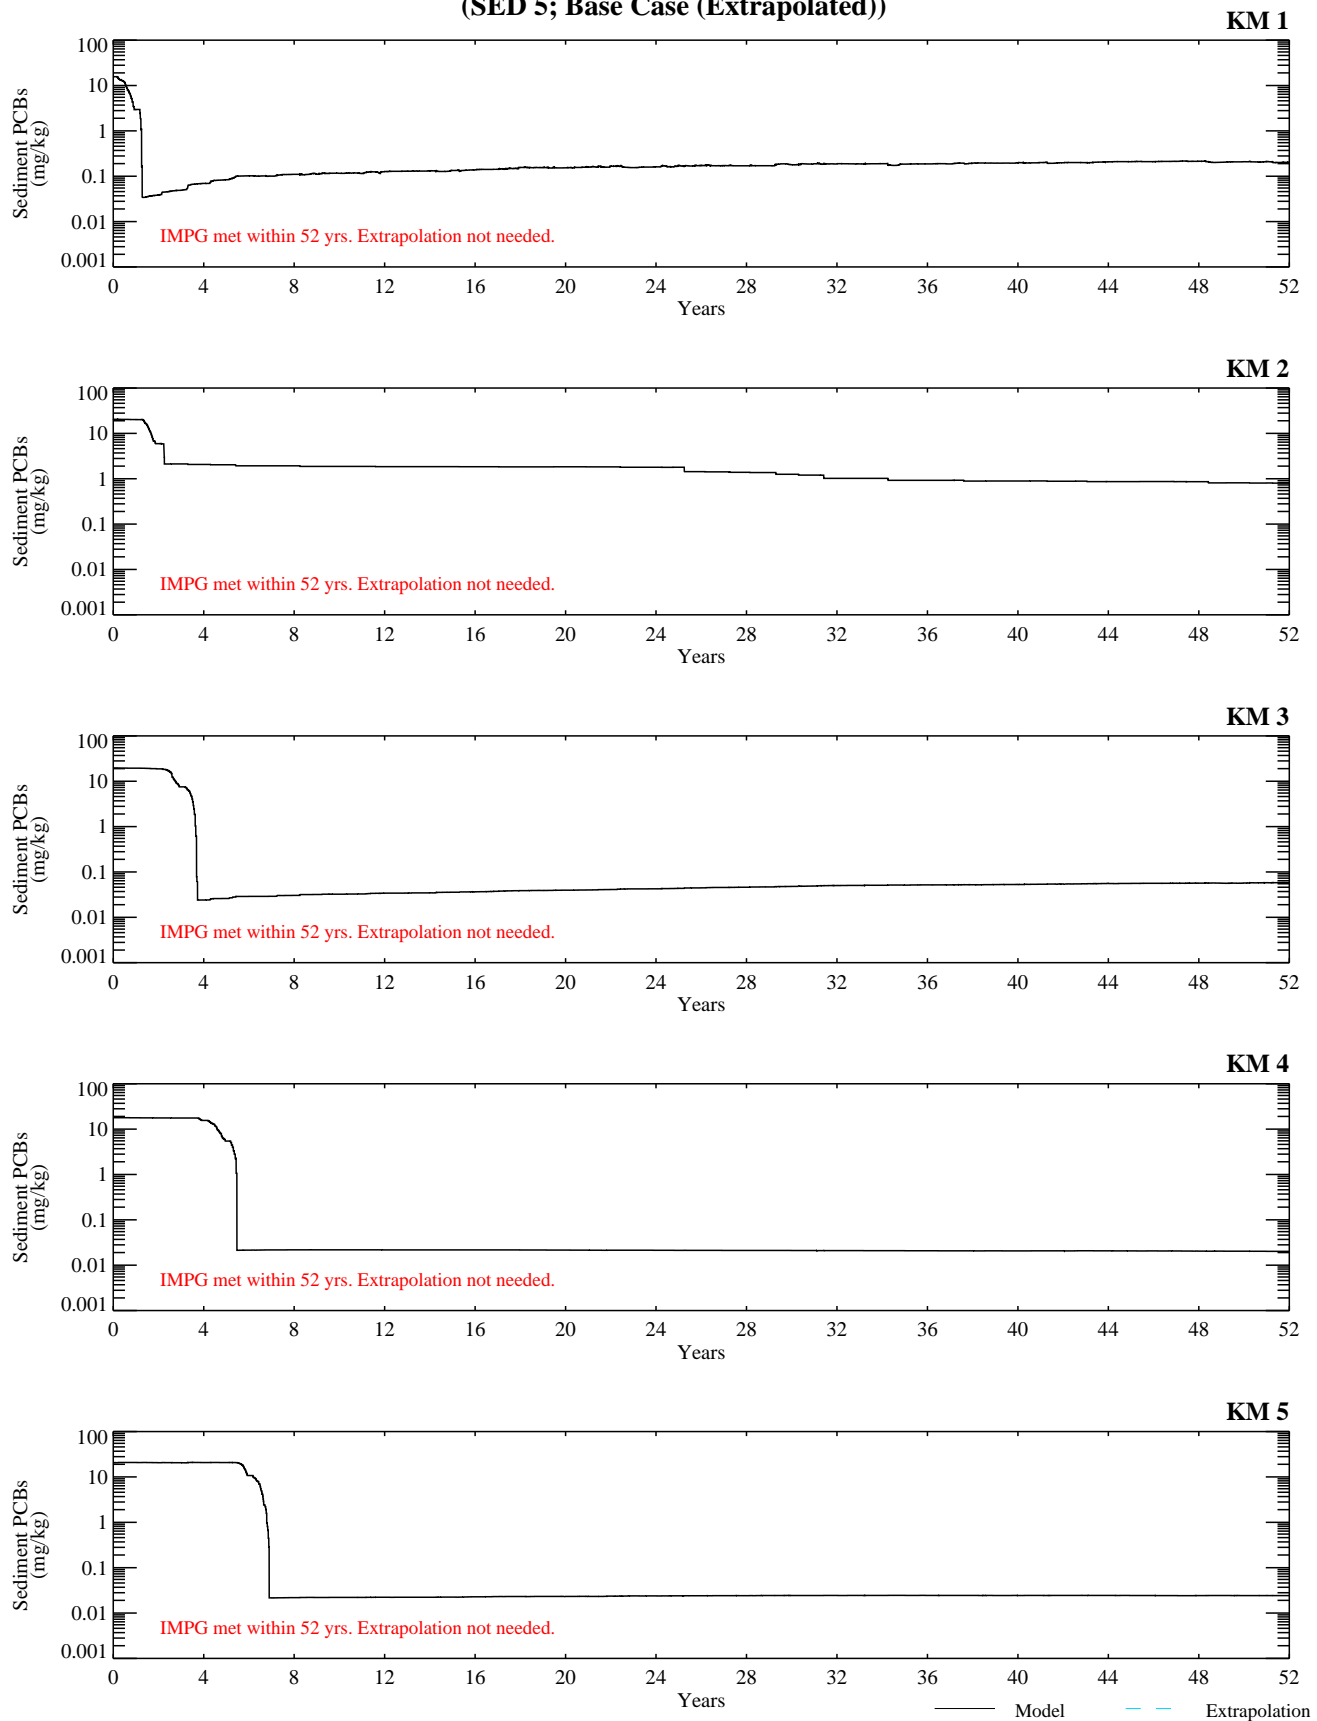 (SED 5; Base Case (Extrapolated))
KM 1
Sediment PCBs
(mg/kg)
100
10
1
0.1
0.01
0.001
IMPG met within 52 yrs. Extrapolation not needed.
0 4 8 12 16 20 24 28 32 36 40 44 48 52
Years
KM 2
Sediment PCBs
(mg/kg)
100
10
1
0.1
0.01
0.001
IMPG met within 52 yrs. Extrapolation not needed.
0 4 8 12 16 20 24 28 32 36 40 44 48 52
Years
KM 3
Sediment PCBs
(mg/kg)
100
10
1
0.1
0.01
0.001
IMPG met within 52 yrs. Extrapolation not needed.
0 4 8 12 16 20 24 28 32 36 40 44 48 52
Years
KM 4
Sediment PCBs
(mg/kg)
100
10
1
0.1
0.01
0.001
IMPG met within 52 yrs. Extrapolation not needed.
0 4 8 12 16 20 24 28 32 36 40 44 48 52
Years
KM 5
Sediment PCBs
(mg/kg)
100
10
1
0.1
0.01
0.001
IMPG met within 52 yrs. Extrapolation not needed.
0 4 8 12 16 20 24 28 32 36 40 44 48 52
Years
Model Extrapolation